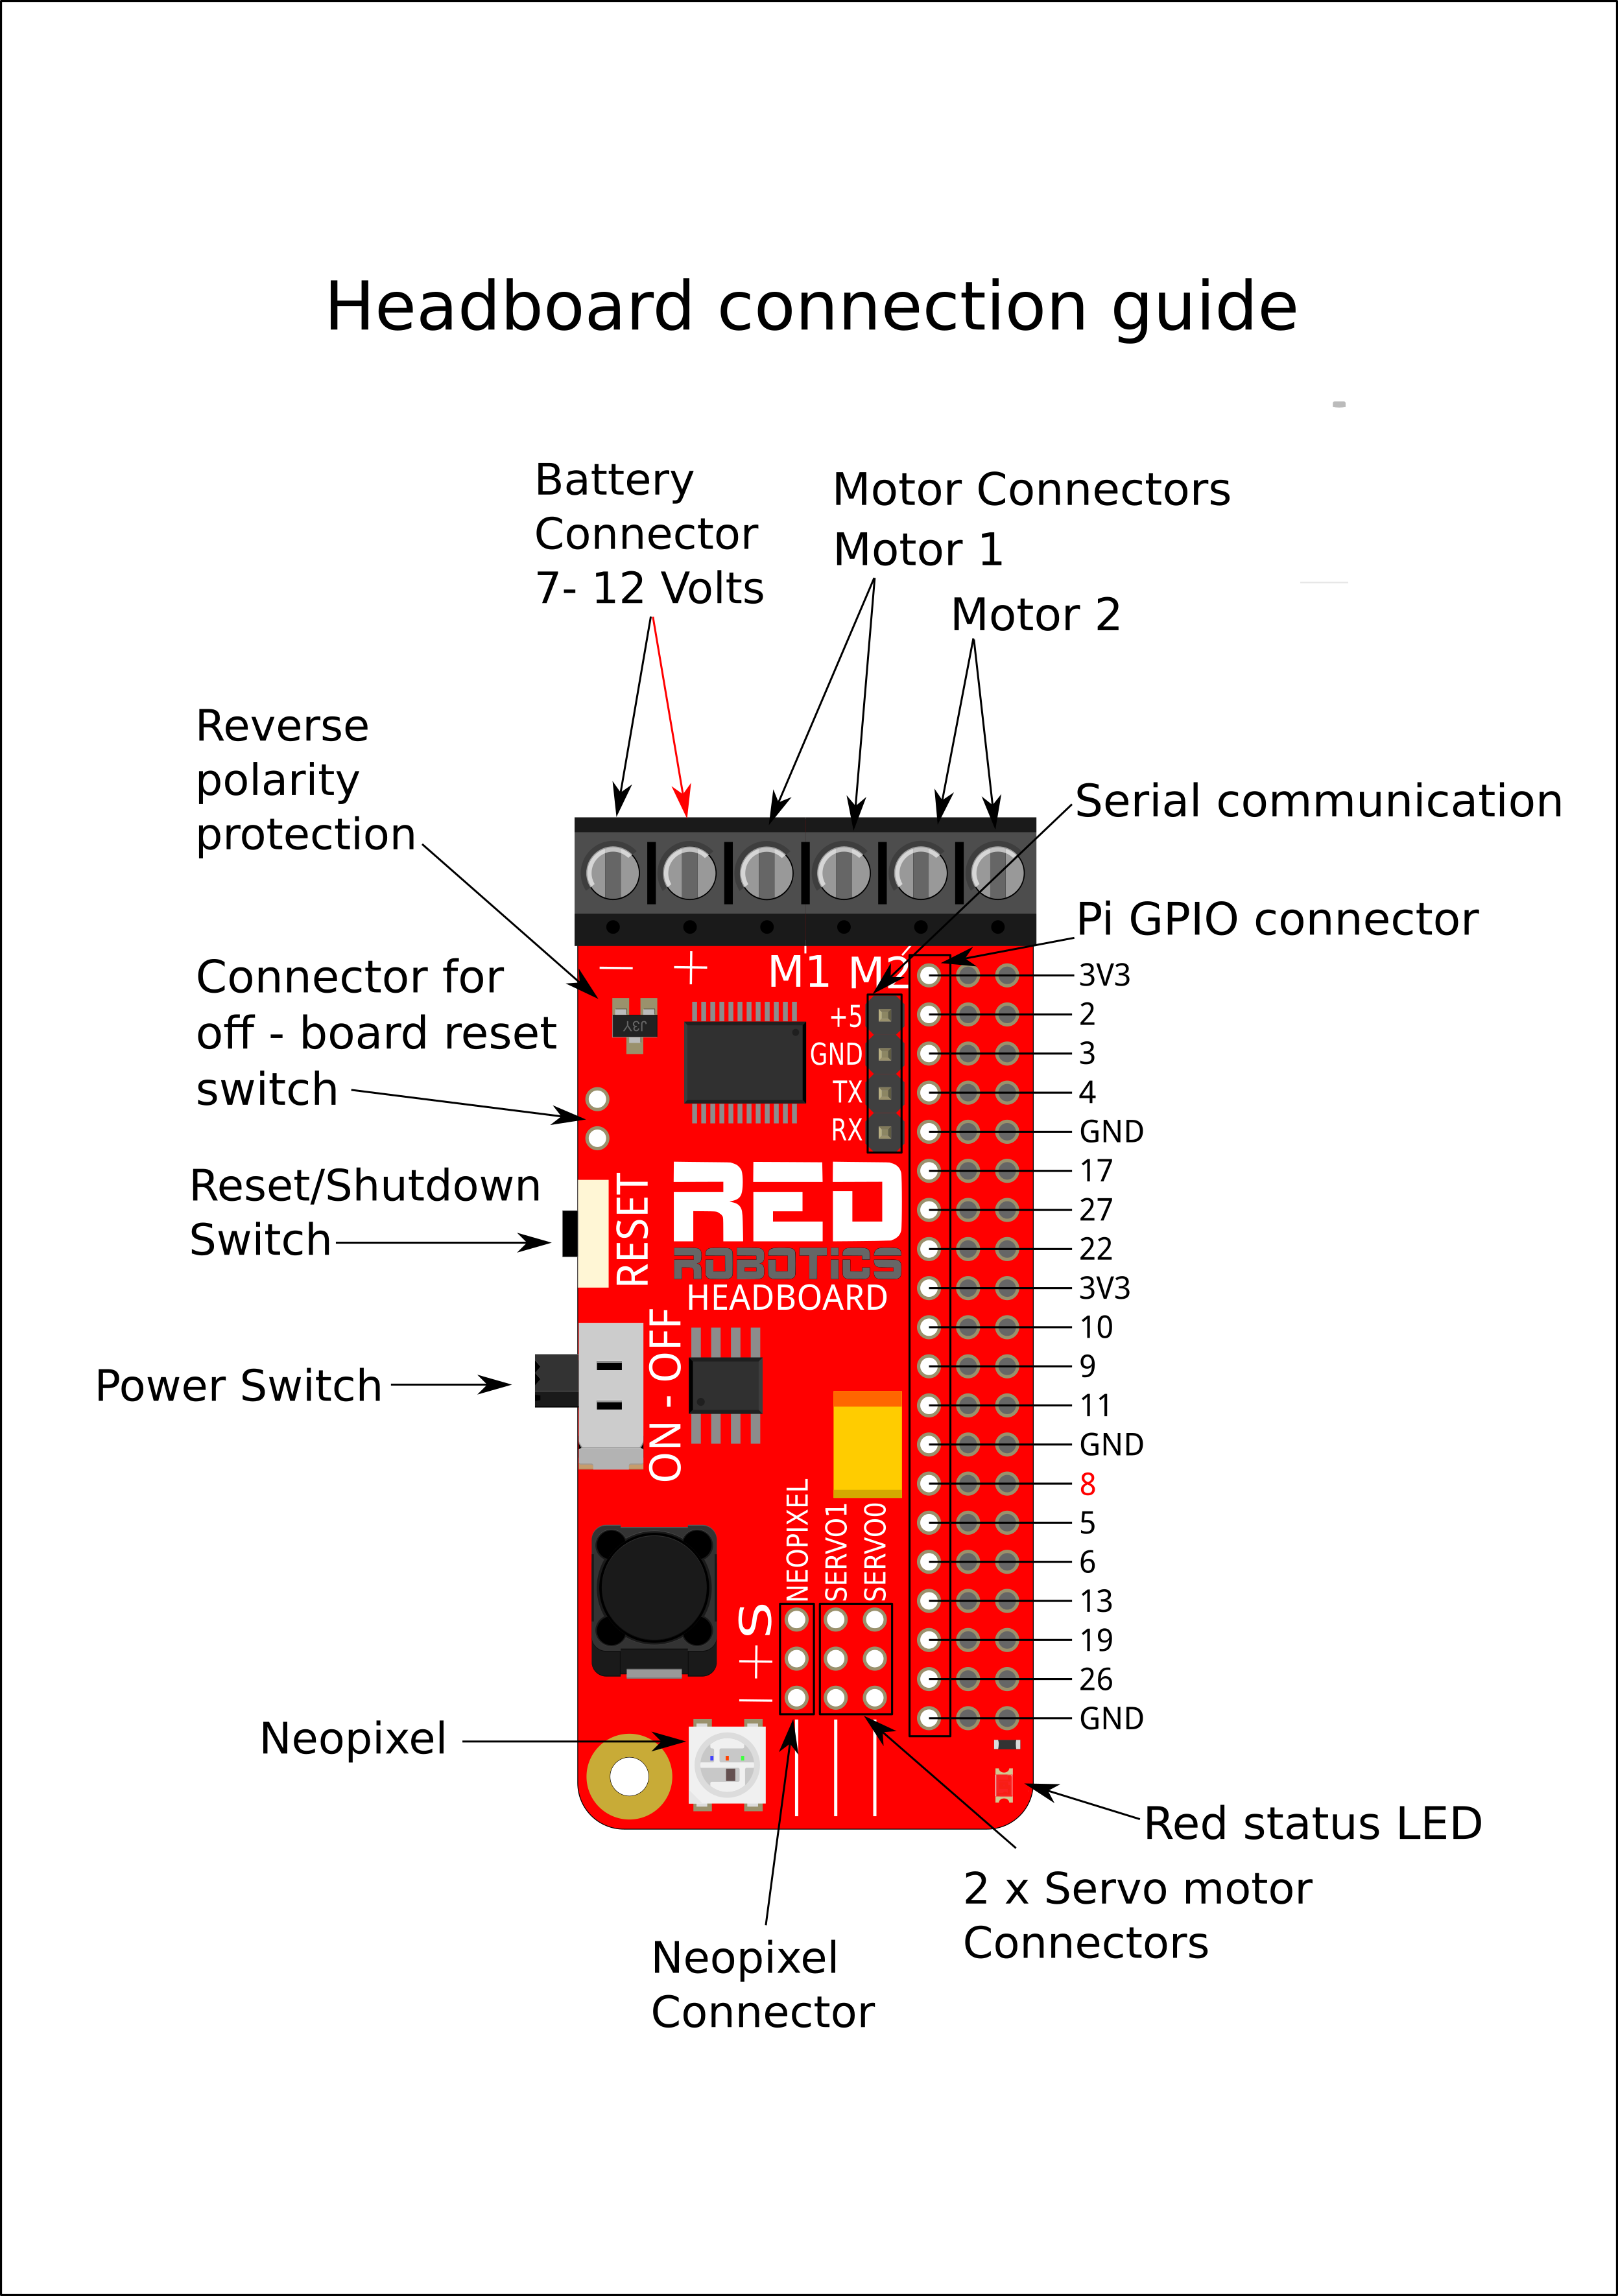 Headboard connection guide
Battery
Connector
7- 12 Volts
Motor Connectors
Motor 1
Motor 2
Reverse
polarity
protection
Serial communication
Pi GPIO connector
Connector for
off - board reset
switch
Reset/Shutdown
Switch
Power Switch
Neopixel
Neopixel
Connector
2 x Servo motor
Connectors
Red status LED
− +
M1 M2
J3Y
+5
GND
TX
RX
RESET
RED
ROBOTiCS
HEADBOARD
ON - OFF
NEOPIXEL
SERVO1
SERVO0
− + S
3V3
2
3
4
GND
17
27
22
3V3
10
9
11
GND
8
5
6
13
19
26
GND